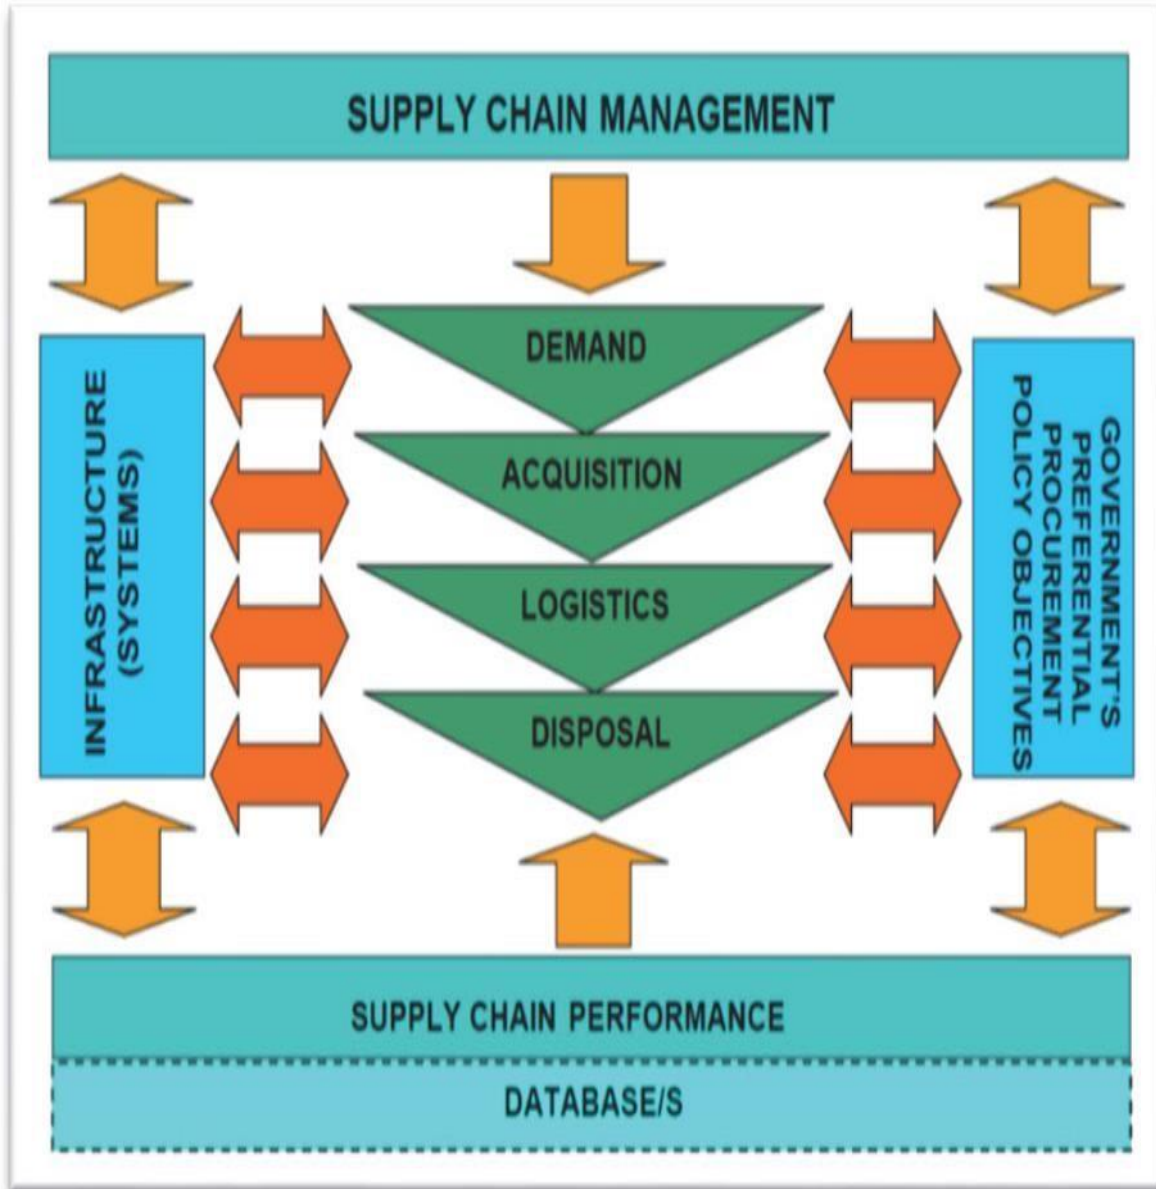 SUPPLY CHAIN MANAGEMENT
INFRASTRUCTURE
(SYSTEMS)
DEMAND
ACQUISITION
LOGISTICS
DISPOSAL
GOVERNMENT'S
PREFERENTIAL
PROCUREMENT
POLICY OBJECTIVES
SUPPLY CHAIN PERFORMANCE
DATABASE/S